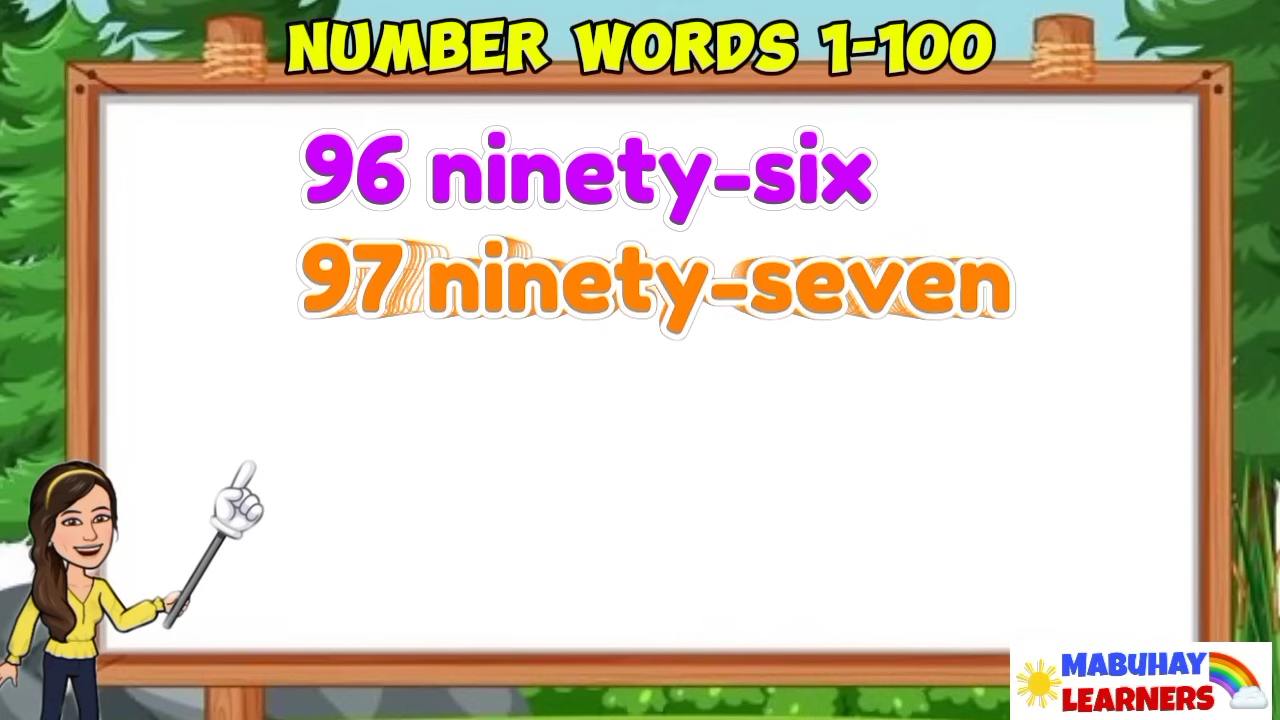 NUMBER WORDS 1-100
96 ninety-six
97 ninety-seven
MABUHAY
LEARNERS